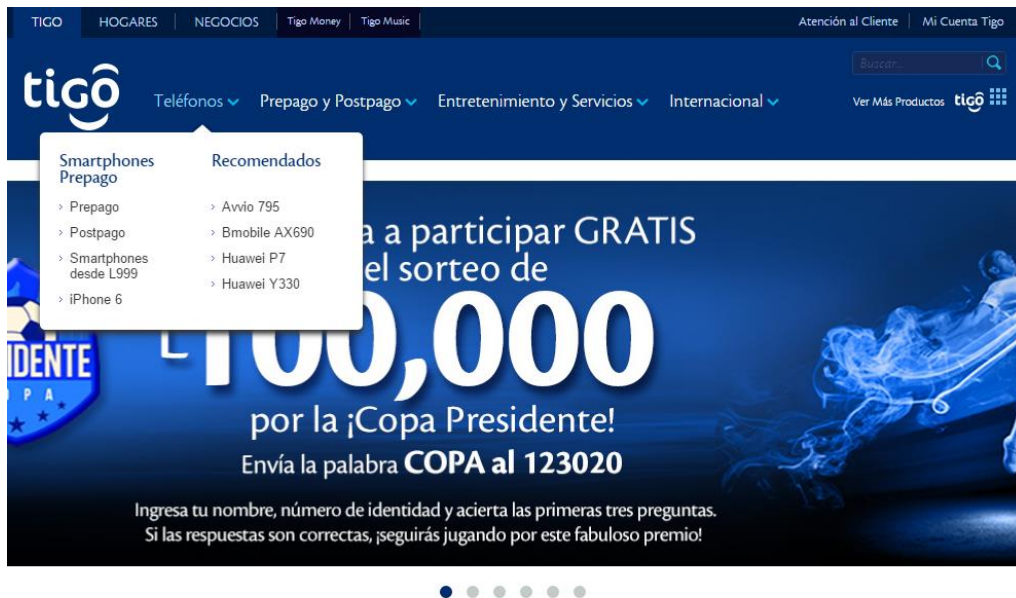 TIGO HOGARES NEGOCIOS Tigo Money Tigo Music Atención al Cliente Mi Cuenta Tigo
Buscar...
tigo Teléfonos Prepago y Postpago Entretenimiento y Servicios Internacional Ver Más Productos tigo
Smartphones Prepago
Prepago
Postpago
Smartphones
desde L999
iPhone 6
Recomendados
Avvio 795
Bmobile AX690
Huawei P7
Huawei Y330
a a participar GRATIS
el sorteo de
L100,000
por la ¡Copa Presidente!
Envía la palabra COPA al 123020
Ingresa tu nombre, número de identidad y acierta las primeras tres preguntas.
Si las respuestas son correctas, ¡seguirás jugando por este fabuloso premio!
IDENTE
OPA